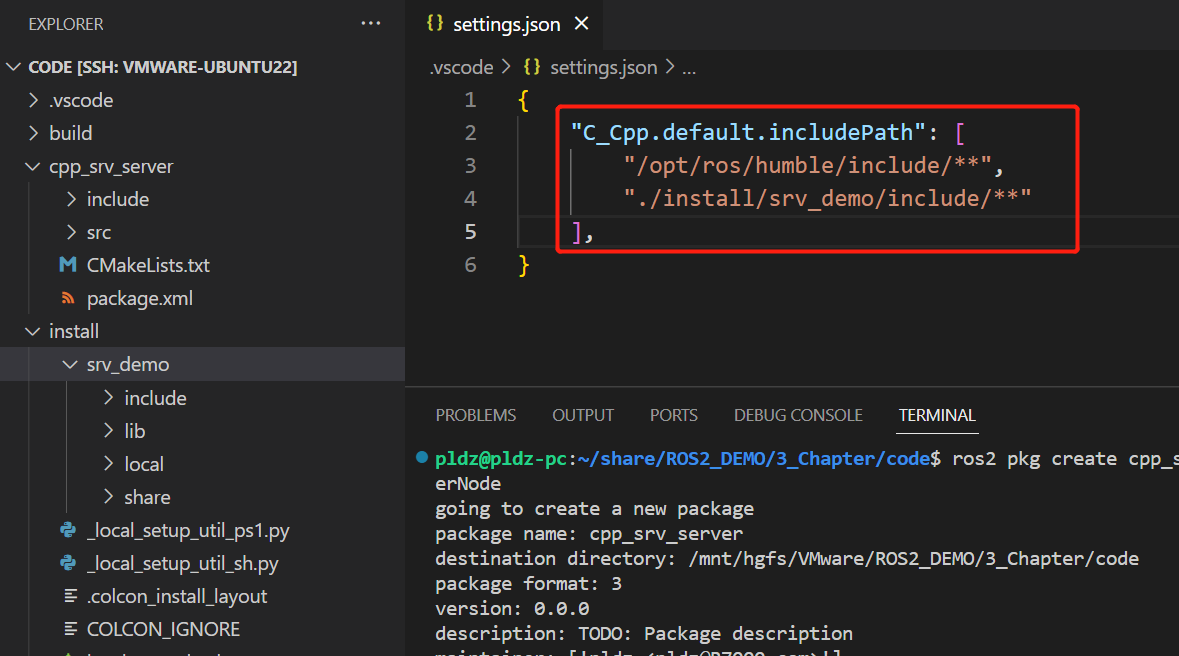 EXPLORER
···
CODE [SSH: VMWARE-UBUNTU22]
.vscode
build
cpp_srv_server
include
src
CMakeLists.txt
package.xml
install
srv_demo
include
lib
local
share
_local_setup_util_ps1.py
_local_setup_util_sh.py
.colcon_install_layout
COLCON_IGNORE
{} settings.json ×
.vscode > {} settings.json > ...
1 {
2 "C_Cpp.default.includePath": [
3 "/opt/ros/humble/include/**",
4 "./install/srv_demo/include/**"
5 ],
6 }
PROBLEMS OUTPUT PORTS DEBUG CONSOLE TERMINAL
pldz@pldz-pc:~/share/ROS2_DEMO/3_Chapter/code$ ros2 pkg create cpp_s
erNode
going to create a new package
package name: cpp_srv_server
destination directory: /mnt/hgfs/VMware/ROS2_DEMO/3_Chapter/code
package format: 3
version: 0.0.0
description: TODO: Package description